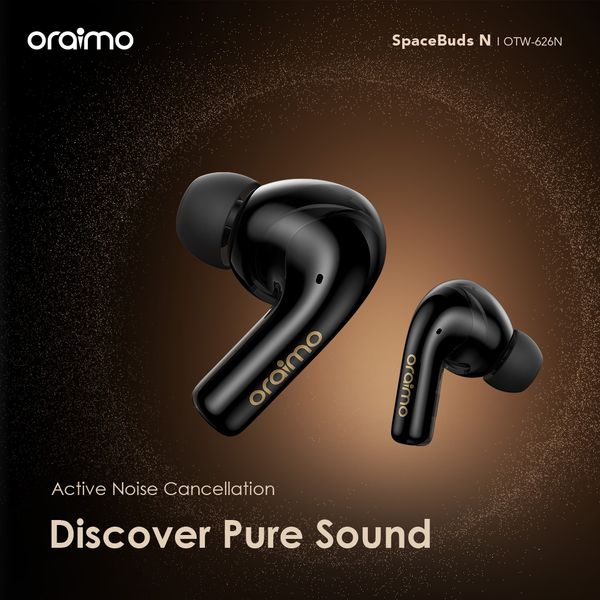 oraimo
SpaceBuds N | OTW-626N
oraimo
oraimo
Active Noise Cancellation
Discover Pure Sound